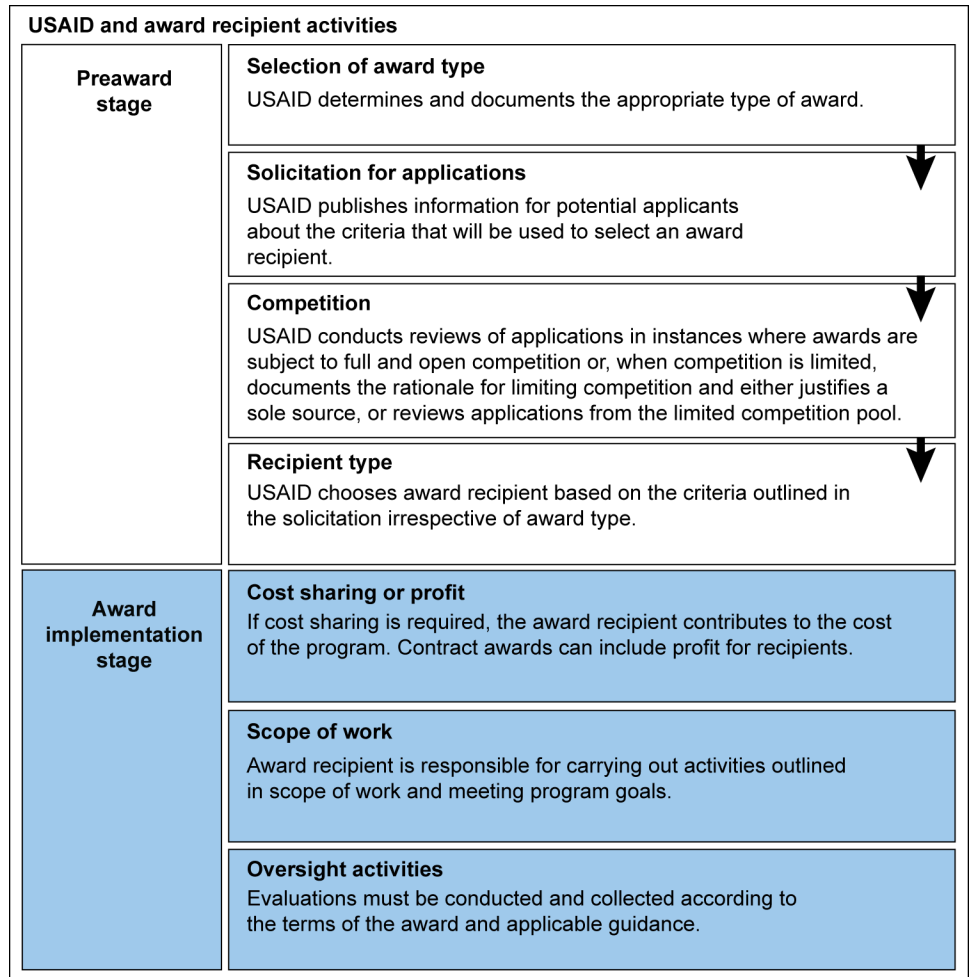 USAID and award recipient activities
Preaward
stage
Selection of award type
USAID determines and documents the appropriate type of award.
Solicitation for applications
USAID publishes information for potential applicants
about the criteria that will be used to select an award
recipient.
Competition
USAID conducts reviews of applications in instances where awards are
subject to full and open competition or, when competition is limited,
documents the rationale for limiting competition and either justifies a
sole source, or reviews applications from the limited competition pool.
Recipient type
USAID chooses award recipient based on the criteria outlined in
the solicitation irrespective of award type.
Award
implementation
stage
Cost sharing or profit
If cost sharing is required, the award recipient contributes to the cost
of the program. Contract awards can include profit for recipients.
Scope of work
Award recipient is responsible for carrying out activities outlined
in scope of work and meeting program goals.
Oversight activities
Evaluations must be conducted and collected according to
the terms of the award and applicable guidance.